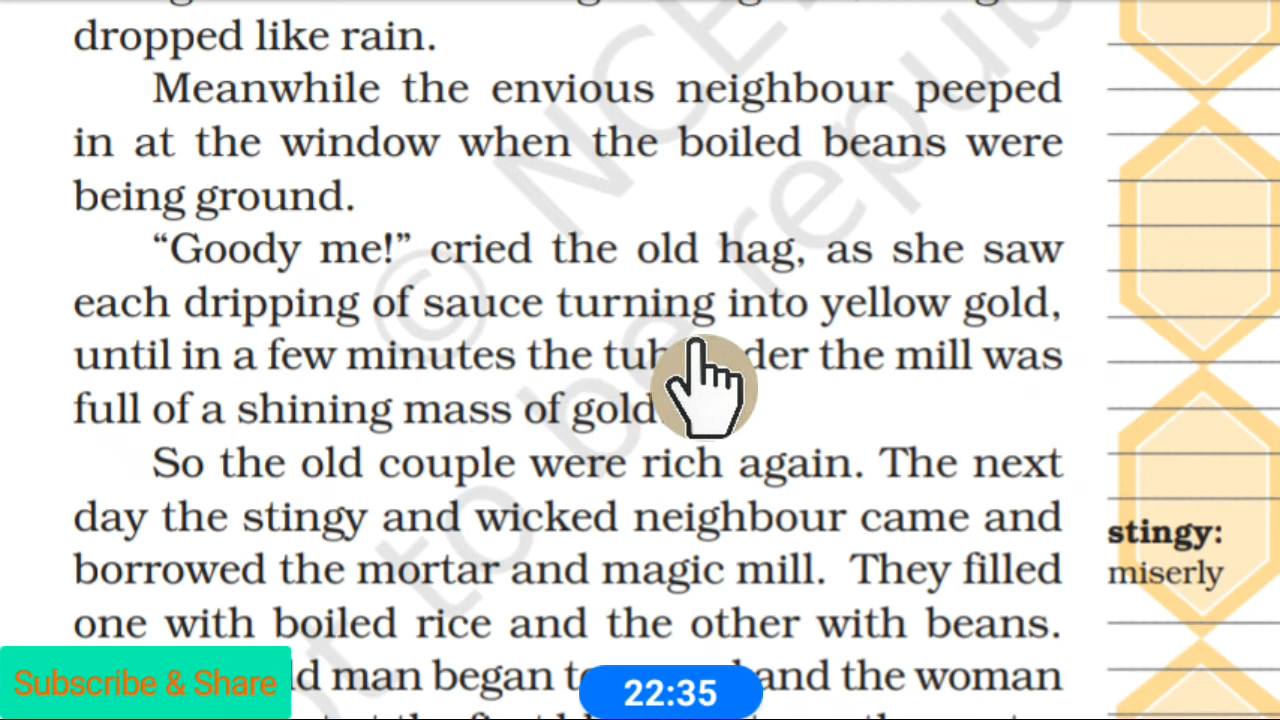 dropped like rain.
Meanwhile the envious neighbour peeped
in at the window when the boiled beans were
being ground.
“Goody me!” cried the old hag, as she saw
each dripping of sauce turning into yellow gold,
until in a few minutes the the mill was
full of a shining mass of gold
So the old couple were rich again. The next
day the stingy and wicked neighbour came and
borrowed the mortar and magic mill. They filled
one with boiled rice and the other with beans.
man began and the woman
stingy:
miserly
Subscribe & Share
22:35
© NCE
be repub
to